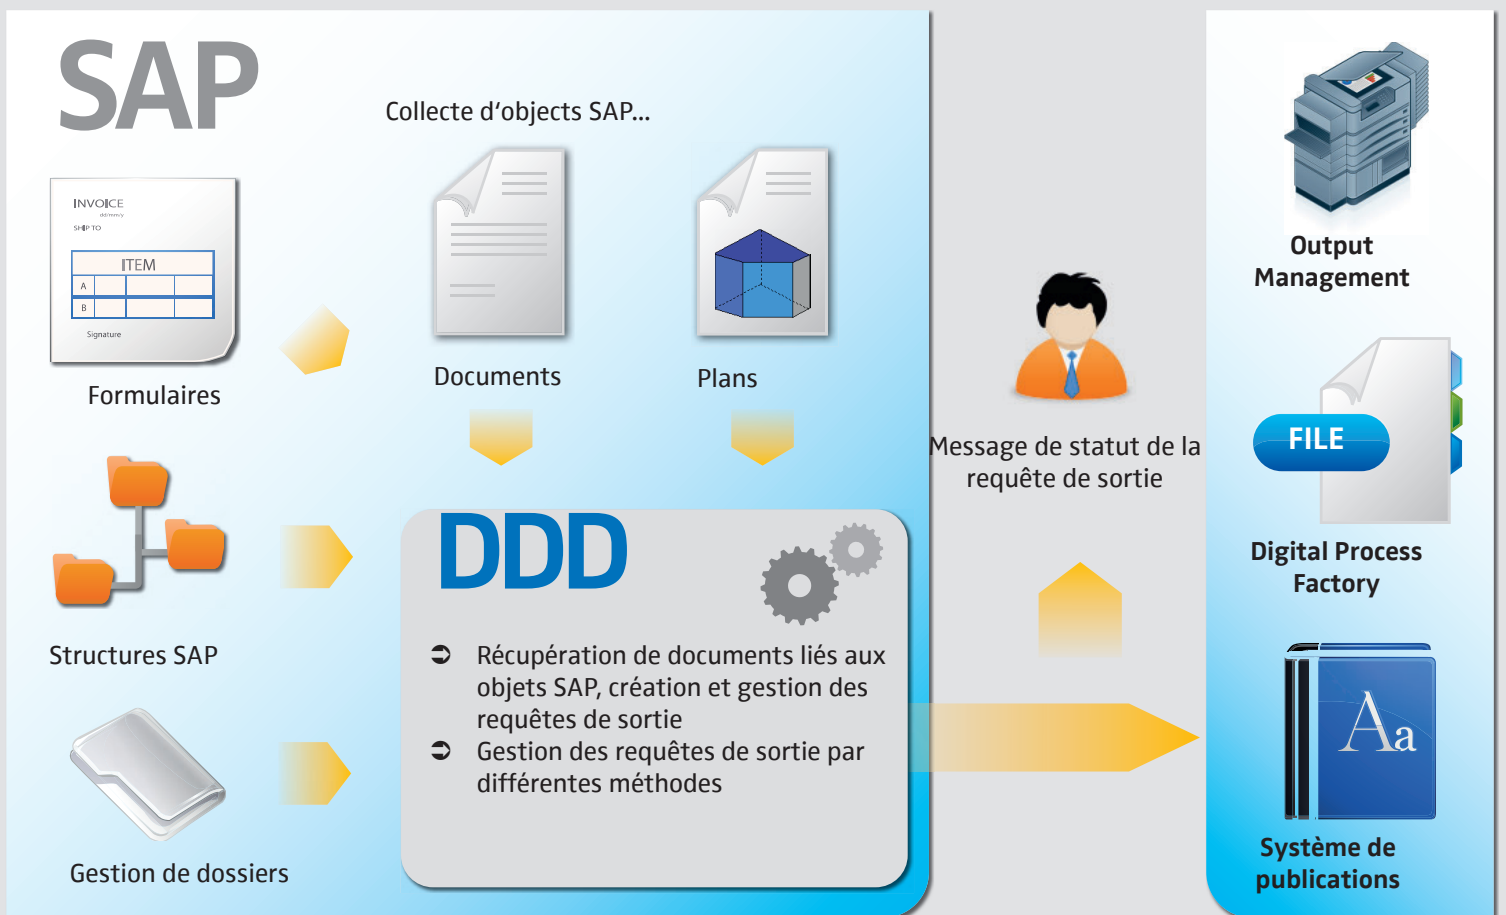 SAP
Collecte d‘objects SAP...
INVOICE
dd/mm/y
SHIP TO
ITEM
A
B
Signature
Formulaires
Documents
Plans
Structures SAP
Gestion de dossiers
DDD
➲ Récupération de documents liés aux
objets SAP, création et gestion des
requêtes de sortie
➲ Gestion des requêtes de sortie par
différentes méthodes
Message de statut de la
requête de sortie
Output
Management
FILE
Digital Process
Factory
Aa
Système de
publications